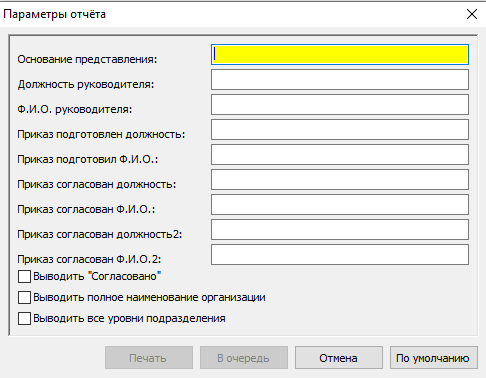 Параметры отчёта
Основание представления:
Должность руководителя:
Ф.И.О. руководителя:
Приказ подготовлен должность:
Приказ подготовил Ф.И.О.:
Приказ согласован должность:
Приказ согласован Ф.И.О.:
Приказ согласован должность2:
Приказ согласован Ф.И.О.2:
Выводить "Согласовано"
Выводить полное наименование организации
Выводить все уровни подразделения
Печать В очередь Отмена По умолчанию